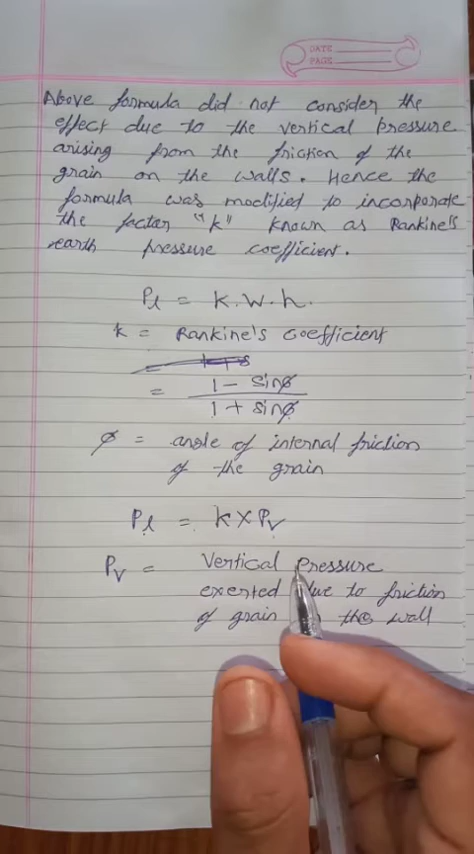 DATE
PAGE
Above formula did not consider the
effect due to the vertical pressure
arising from the friction of the
grain on the walls. Hence the
formula was modified to incorporate
the factor "k" known as Rankine's
earth pressure coefficient.
Pl = K.W.h.
k = Rankine's coefficient
= 1 - sinφ
1 + sinφ
φ = angle of internal friction
of the grain
Pl = k × Pv
Pv = Vertical Pressure
exerted due to friction
of grain the wall